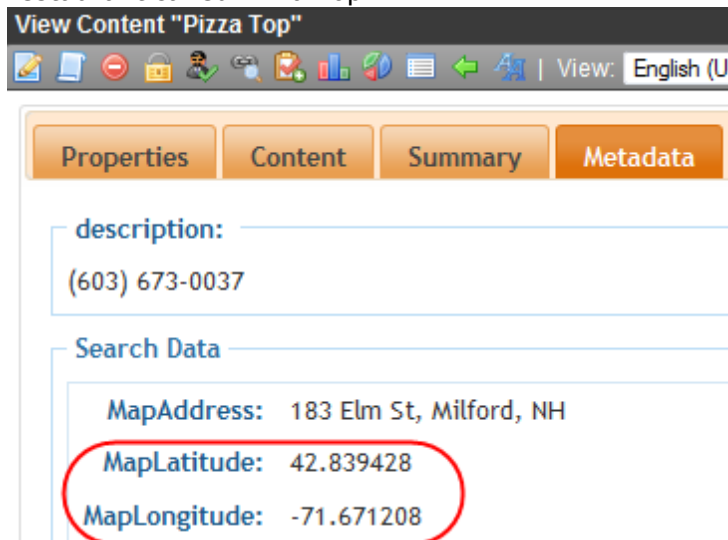 View Content "Pizza Top"
| View: English (U
Properties Content Summary Metadata
description:
(603) 673-0037
Search Data
MapAddress: 183 Elm St, Milford, NH
MapLatitude: 42.839428
MapLongitude: -71.671208